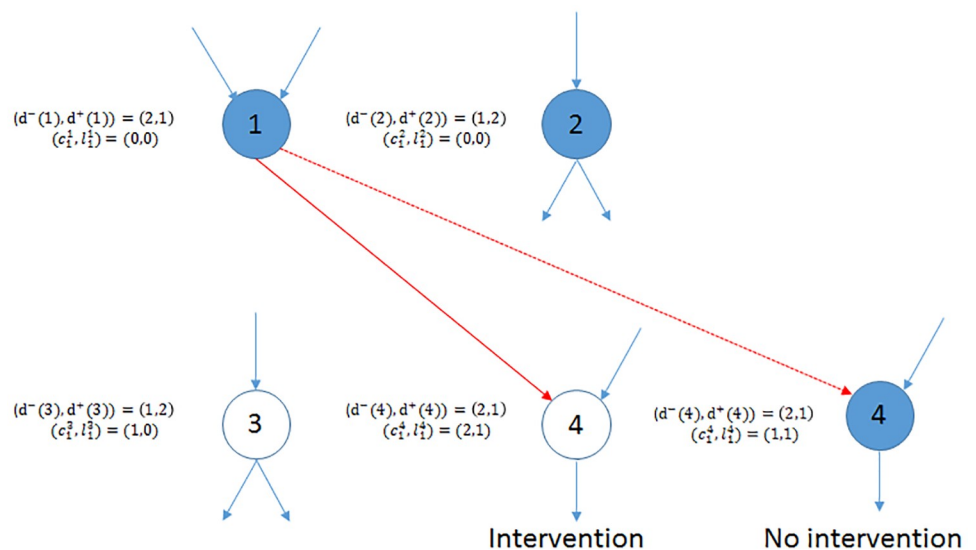 (d⁻(1), d⁺(1)) = (2,1)
(c₁¹, l₁¹) = (0,0)
1
(d⁻(2), d⁺(2)) = (1,2)
(c₁², l₁²) = (0,0)
2
(d⁻(3), d⁺(3)) = (1,2)
(c₁³, l₁³) = (1,0)
3
(d⁻(4), d⁺(4)) = (2,1)
(c₁⁴, l₁⁴) = (2,1)
4
(d⁻(4), d⁺(4)) = (2,1)
(c₁⁴, l₁⁴) = (1,1)
4
Intervention
No intervention